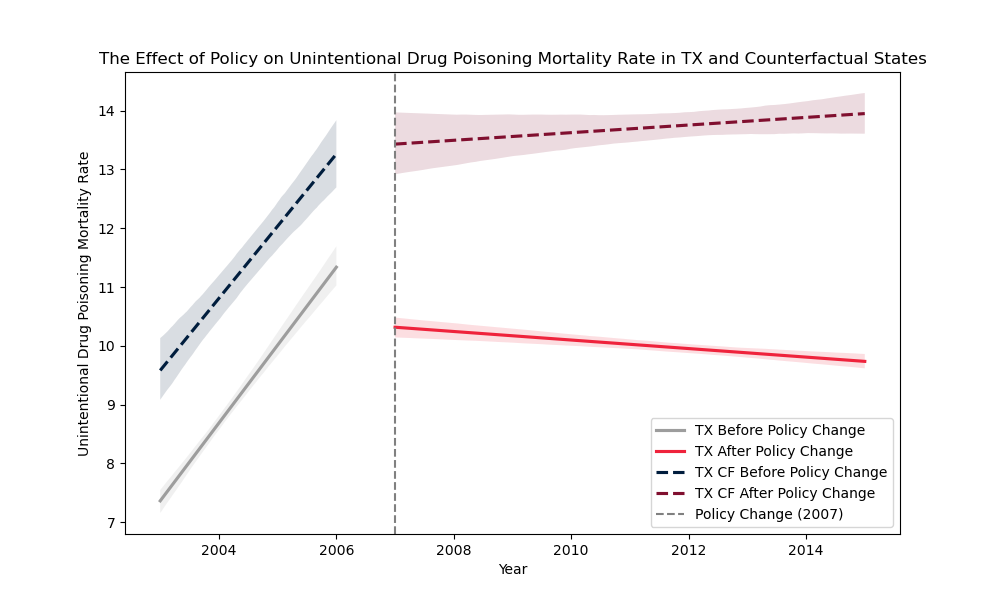 The Effect of Policy on Unintentional Drug Poisoning Mortality Rate in TX and Counterfactual States
Unintentional Drug Poisoning Mortality Rate
14
13
12
11
10
9
8
7
2004
2006
2008
2010
2012
2014
Year
TX Before Policy Change
TX After Policy Change
TX CF Before Policy Change
TX CF After Policy Change
Policy Change (2007)